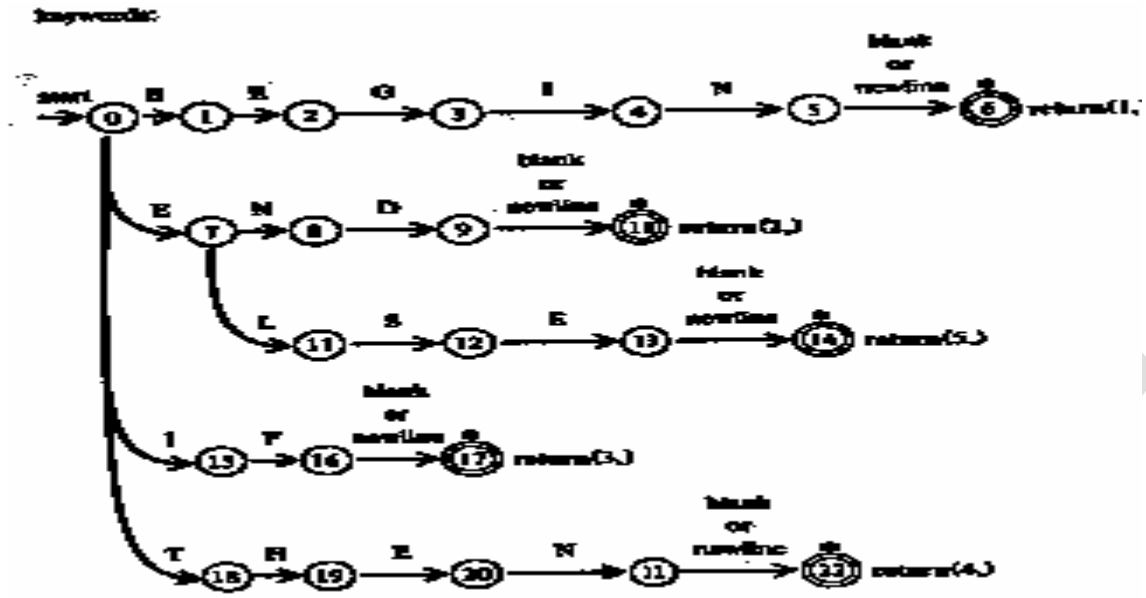 keywords:
blank
or
newline
start B E G I N *
0 1 2 3 4 5 6 return(1,
blank
or
newline
E N D *
7 8 9 10 return(2,)
blank
or
newline
L S E *
11 12 13 14 return(5,)
blank
or
newline
I F *
15 16 17 return(3,)
blank
or
newline
T H E N *
18 19 20 11 22 return(4,)